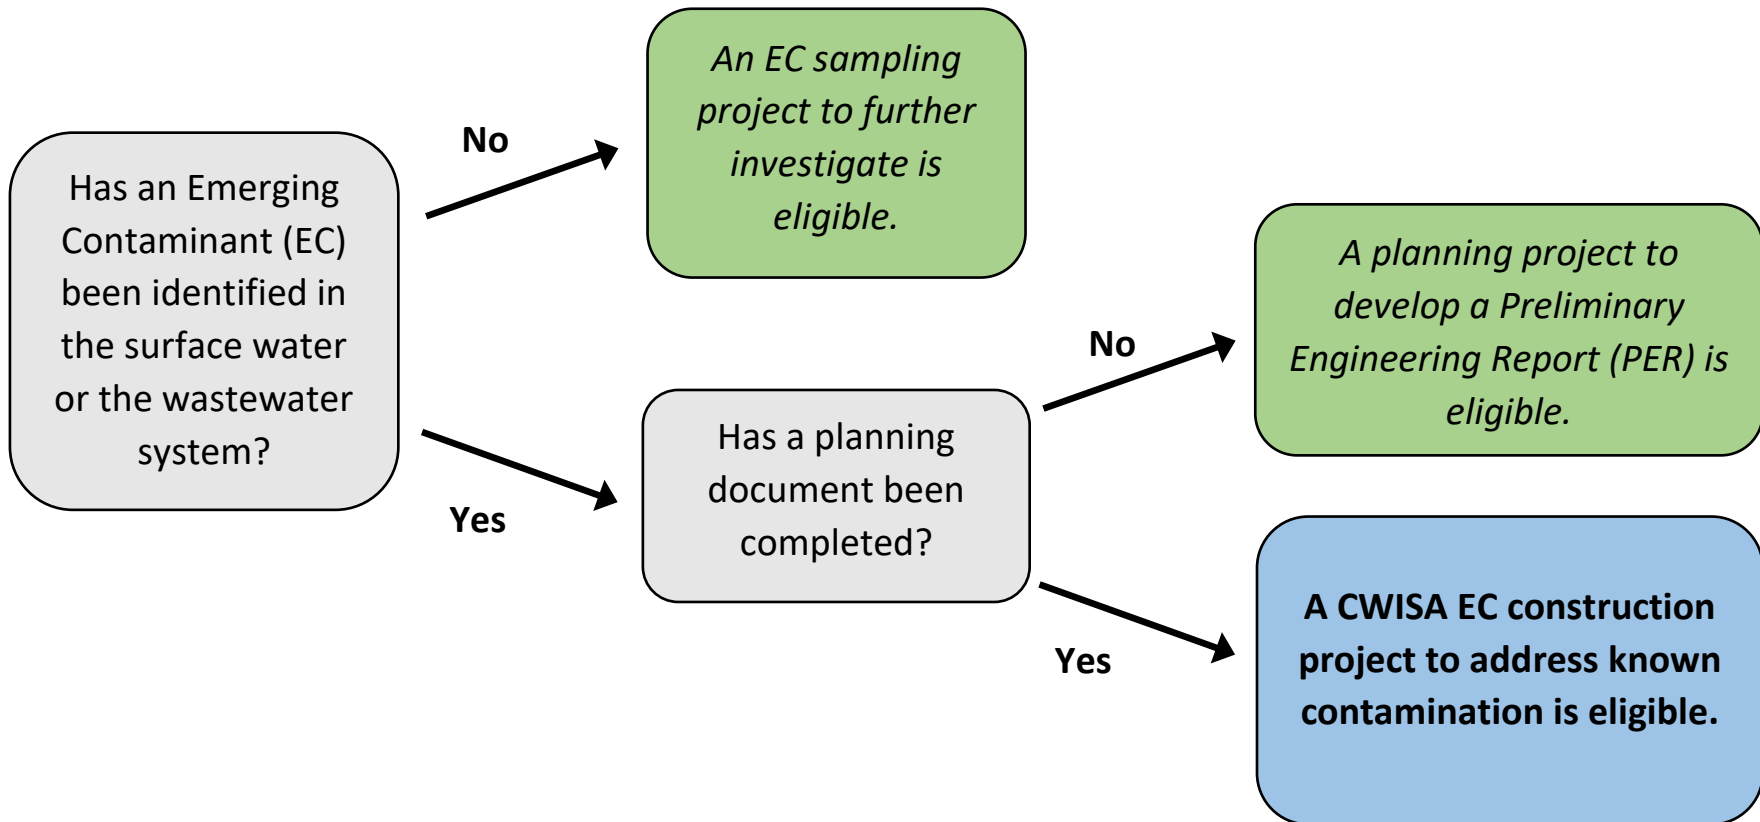 Has an Emerging
Contaminant (EC)
been identified in
the surface water
or the wastewater
system?
No
An EC sampling
project to further
investigate is
eligible.
Yes
Has a planning
document been
completed?
No
A planning project to
develop a Preliminary
Engineering Report (PER) is
eligible.
Yes
A CWISA EC construction
project to address known
contamination is eligible.